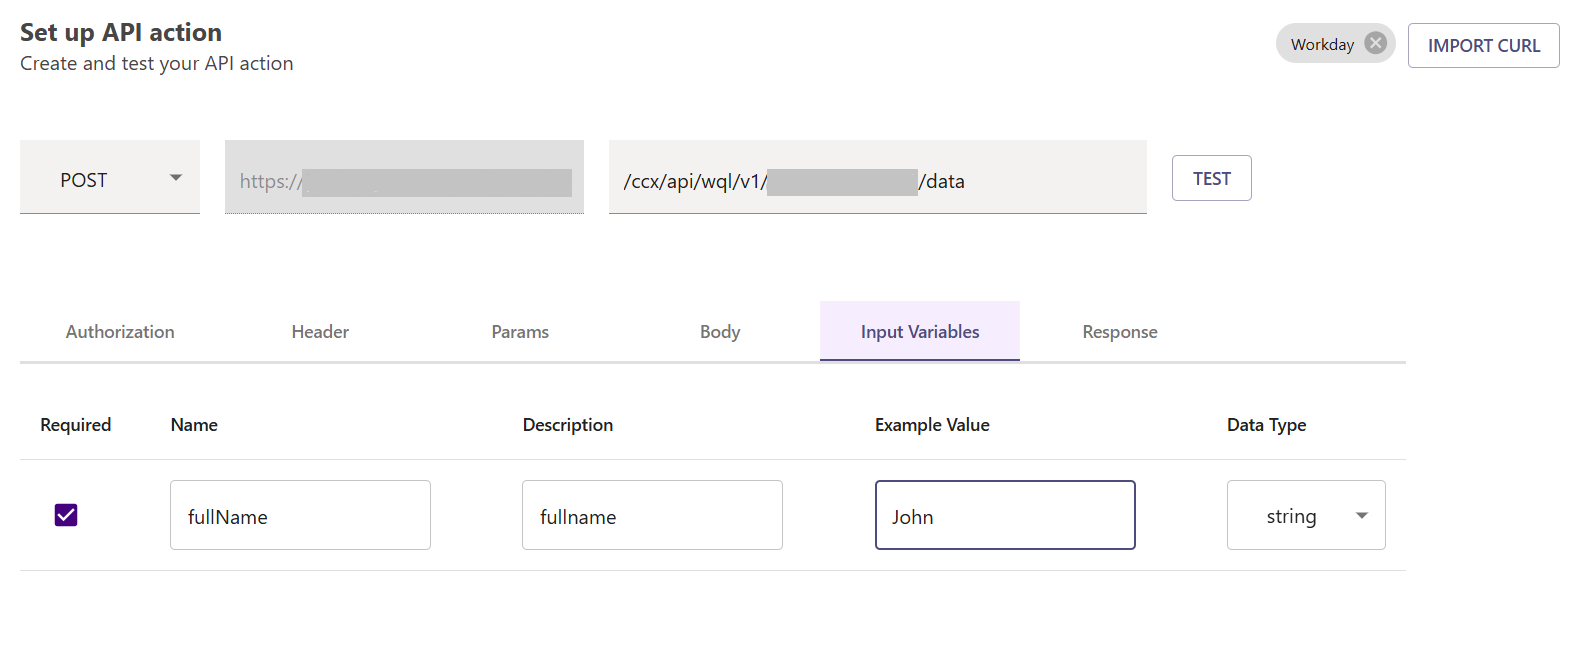 Set up API action
Create and test your API action
Workday
IMPORT CURL
POST
https://
/ccx/api/wql/v1/ /data
TEST
Authorization Header Params Body Input Variables Response
Required Name Description Example Value Data Type
fullName fullname John string